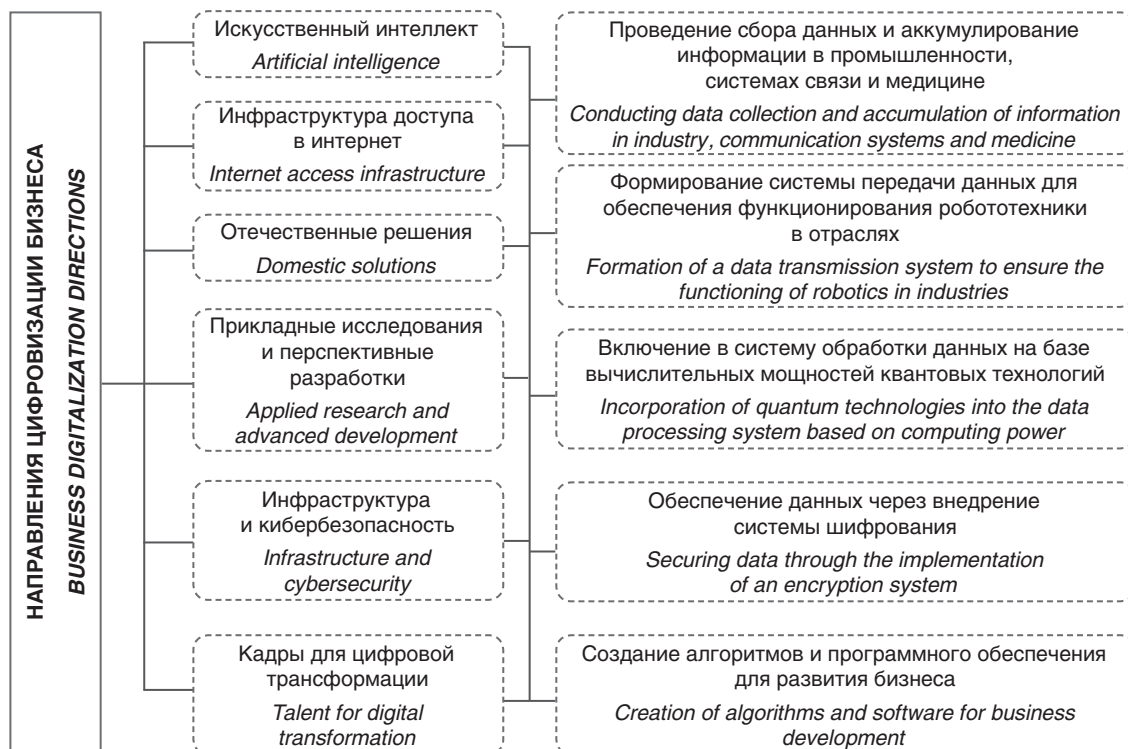 НАПРАВЛЕНИЯ ЦИФРОВИЗАЦИИ БИЗНЕСА
BUSINESS DIGITALIZATION DIRECTIONS
Искусственный интеллект
Artificial intelligence
Инфраструктура доступа
в интернет
Internet access infrastructure
Отечественные решения
Domestic solutions
Прикладные исследования
и перспективные
разработки
Applied research and
advanced development
Инфраструктура
и кибербезопасность
Infrastructure and
cybersecurity
Кадры для цифровой
трансформации
Talent for digital
transformation
Проведение сбора данных и аккумулирование
информации в промышленности,
системах связи и медицине
Conducting data collection and accumulation of information
in industry, communication systems and medicine
Формирование системы передачи данных для
обеспечения функционирования робототехники
в отраслях
Formation of a data transmission system to ensure the
functioning of robotics in industries
Включение в систему обработки данных на базе
вычислительных мощностей квантовых технологий
Incorporation of quantum technologies into the data
processing system based on computing power
Обеспечение данных через внедрение
системы шифрования
Securing data through the implementation
of an encryption system
Создание алгоритмов и программного обеспечения
для развития бизнеса
Creation of algorithms and software for business
development